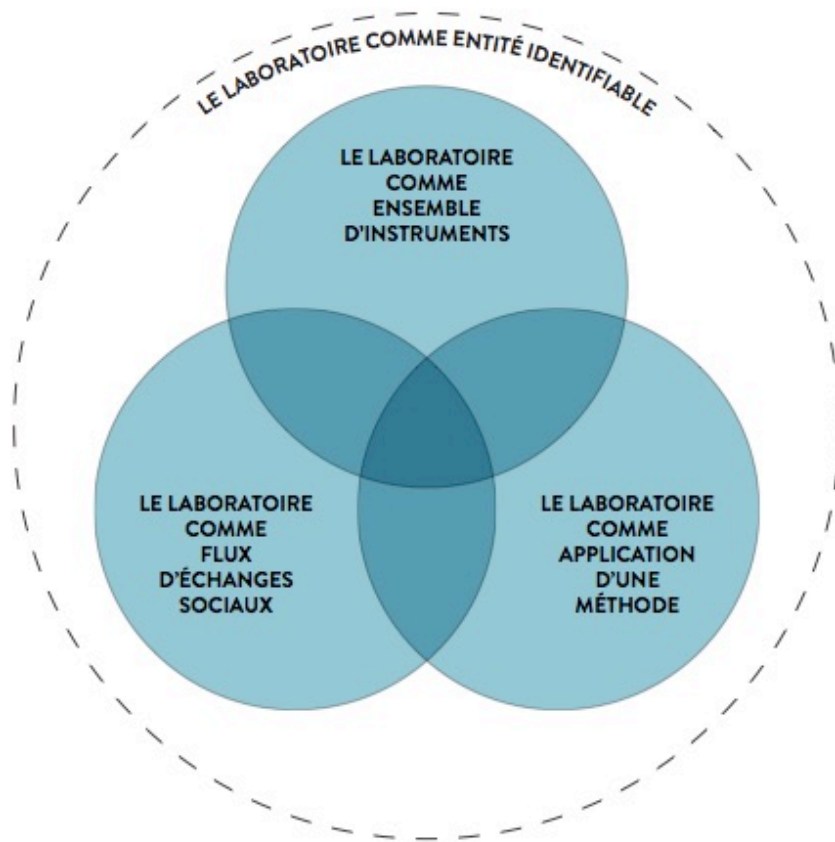 LE LABORATOIRE COMME ENTITÉ IDENTIFIABLE
LE LABORATOIRE
COMME
ENSEMBLE
D'INSTRUMENTS
LE LABORATOIRE
COMME
FLUX
D'ÉCHANGES
SOCIAUX
LE LABORATOIRE
COMME
APPLICATION
D'UNE
MÉTHODE